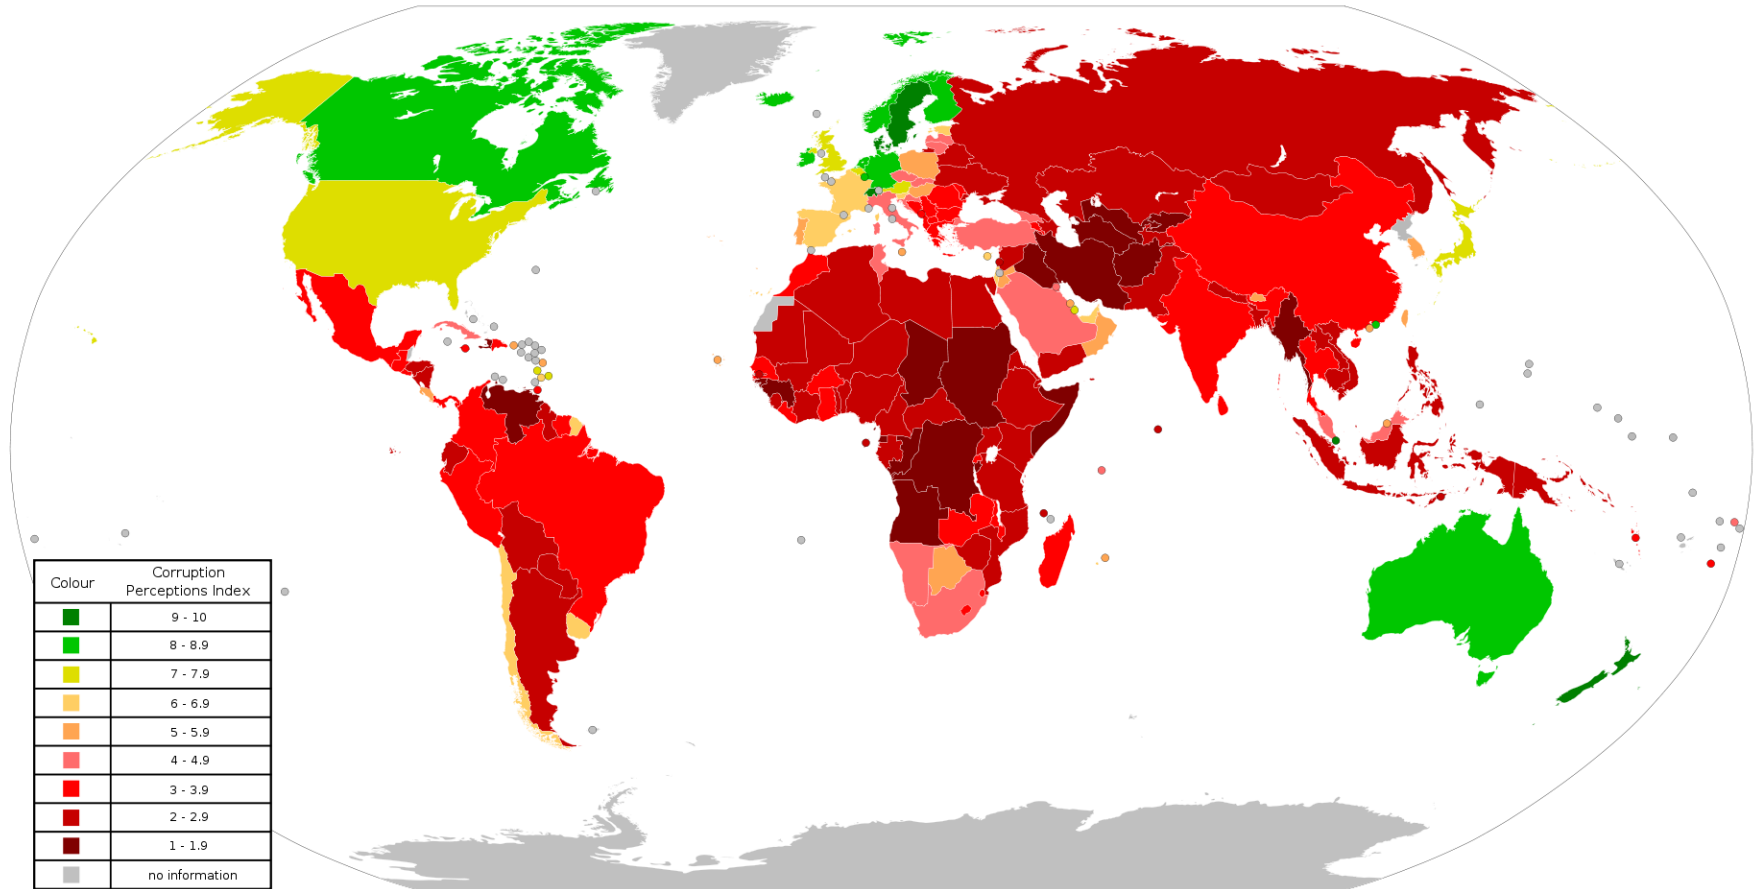 Colour
Corruption
Perceptions Index
9 - 10
8 - 8.9
7 - 7.9
6 - 6.9
5 - 5.9
4 - 4.9
3 - 3.9
2 - 2.9
1 - 1.9
no information